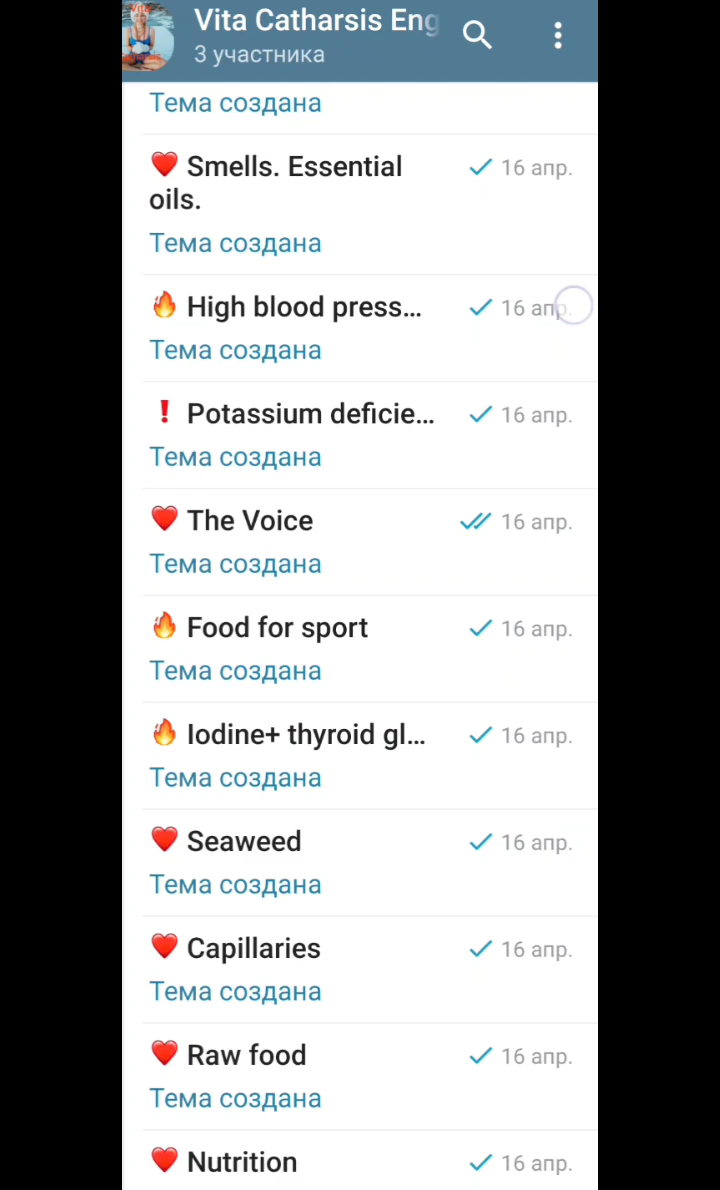 Vita Catharsis Eng
3 участника
Тема создана
Smells. Essential
oils.
16 апр.
Тема создана
High blood press...
16 апр.
Тема создана
Potassium deficie...
16 апр.
Тема создана
The Voice
16 апр.
Тема создана
Food for sport
16 апр.
Тема создана
Iodine+ thyroid gl...
16 апр.
Тема создана
Seaweed
16 апр.
Тема создана
Capillaries
16 апр.
Тема создана
Raw food
16 апр.
Тема создана
Nutrition
16 апр.